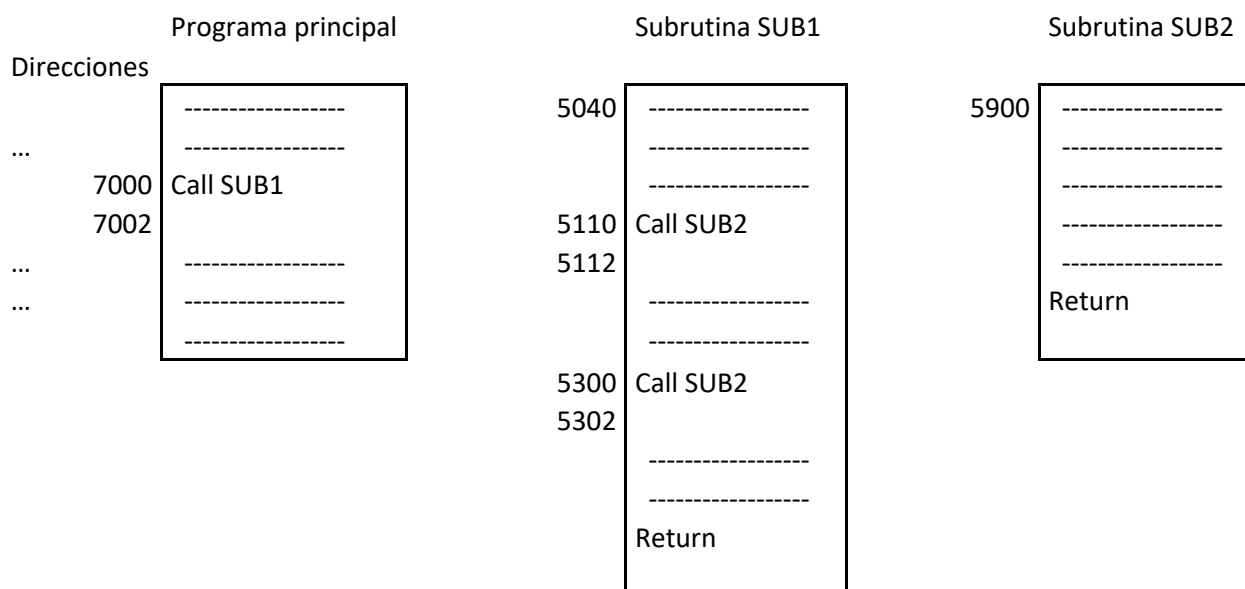 Programa principal Subrutina SUB1 Subrutina SUB2
Direcciones
------------------ 5040 ------------------ 5900 ------------------
... ------------------ ------------------ ------------------
7000 Call SUB1 ------------------ ------------------
7002 5110 Call SUB2 ------------------
... ------------------ 5112 ------------------
... ------------------ ------------------ Return
------------------ ------------------
5300 Call SUB2
5302
------------------
------------------
Return